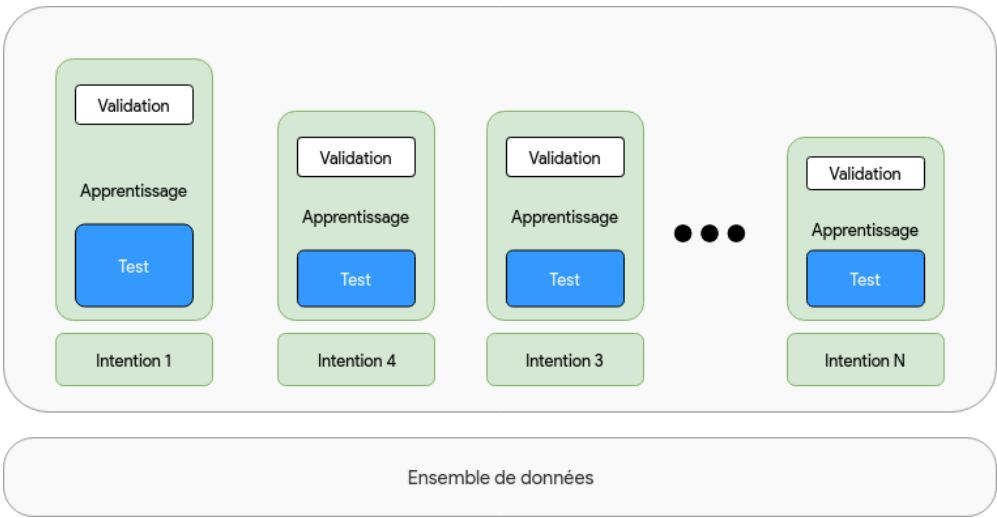 Validation
Apprentissage
Test
Intention 1
Validation
Apprentissage
Test
Intention 4
Validation
Apprentissage
Test
Intention 3
Validation
Apprentissage
Test
Intention N
Ensemble de données